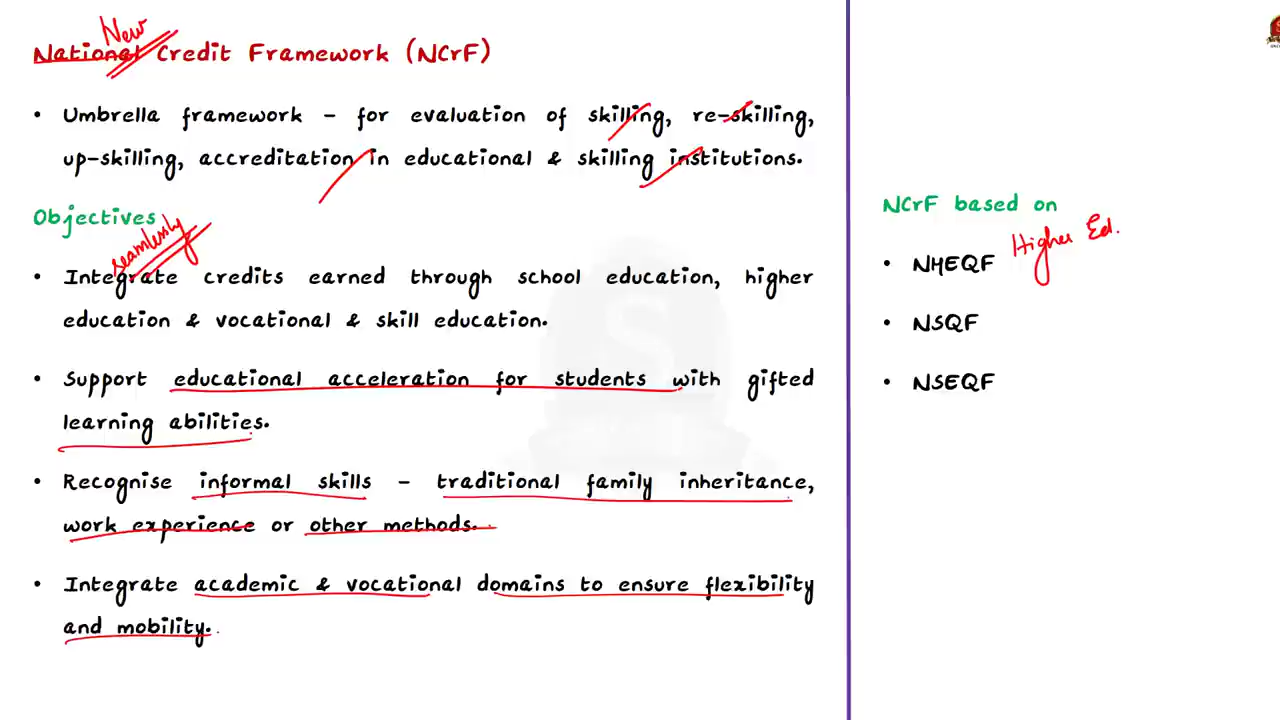 New
National Credit Framework (NCrF)
• Umbrella framework – for evaluation of skilling, re-skilling,
up-skilling, accreditation in educational & skilling institutions.
Objectives
seamlessly
• Integrate credits earned through school education, higher
education & vocational & skill education.
• Support educational acceleration for students with gifted
learning abilities.
• Recognise informal skills – traditional family inheritance,
work experience or other methods.
• Integrate academic & vocational domains to ensure flexibility
and mobility.
NCrF based on
Higher Ed.
• NHEQF
• NSQF
• NSEQF